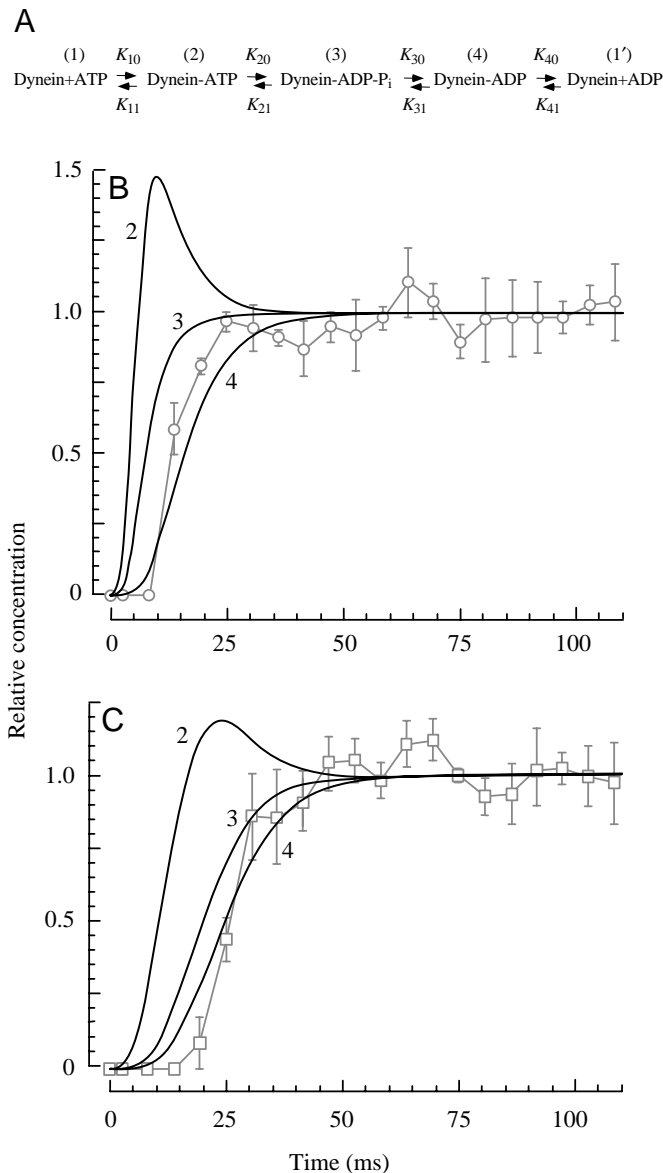 A
(1) K10 (2) K20 (3) K30 (4) K40 (1′)
Dynein+ATP Dynein-ATP Dynein-ADP-Pi Dynein-ADP Dynein+ADP
K11 K21 K31 K41
1.5
B
2
1.0
3
4
0.5
0
0 25 50 75 100
Relative concentration
C
2
1.0
3
4
0.5
0
0 25 50 75 100
Time (ms)